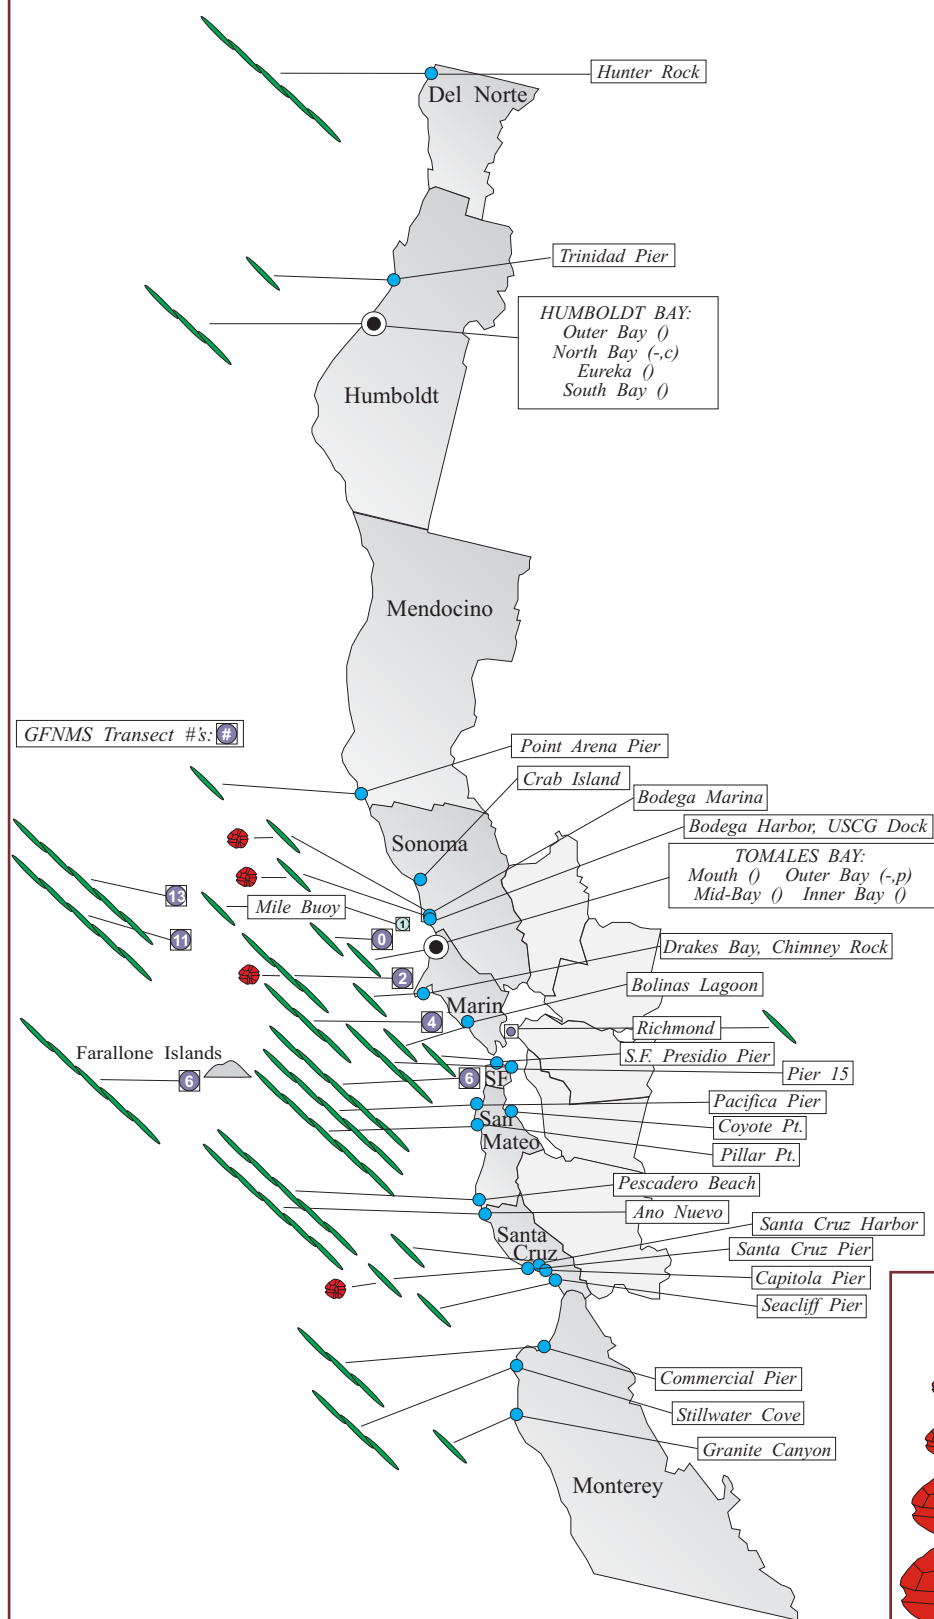 Hunter Rock
Del Norte
Trinidad Pier
HUMBOLDT BAY:
Outer Bay ()
North Bay (-,c)
Eureka ()
South Bay ()
Humboldt
Mendocino
GFNMS Transect #'s: #
Point Arena Pier
Crab Island
Bodega Marina
Bodega Harbor, USCG Dock
Sonoma
TOMALES BAY:
Mouth () Outer Bay (-,p)
Mid-Bay () Inner Bay ()
13
Mile Buoy
1
11
0
Drakes Bay, Chimney Rock
2
Bolinas Lagoon
Marin
4
Richmond
Farallone Islands
S.F. Presidio Pier
6
6
SF
Pier 15
Pacifica Pier
San
Mateo
Coyote Pt.
Pillar Pt.
Pescadero Beach
Ano Nuevo
Santa
Cruz
Santa Cruz Harbor
Santa Cruz Pier
Capitola Pier
Seacliff Pier
Commercial Pier
Stillwater Cove
Granite Canyon
Monterey